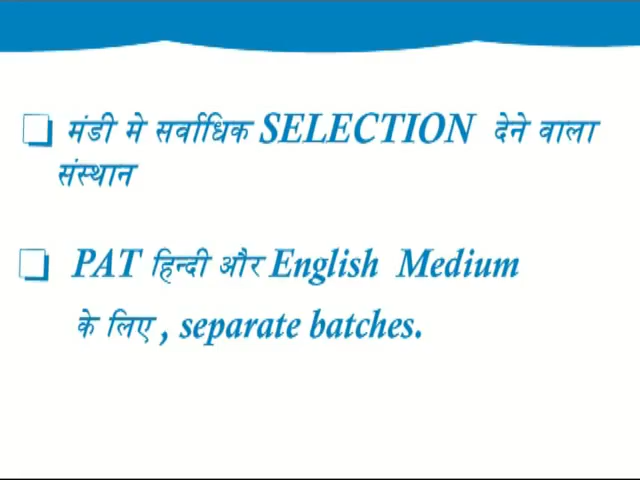 मंडी मे सर्वाधिक SELECTION देने वाला
संस्थान
PAT हिन्दी और English Medium
के लिए , separate batches.